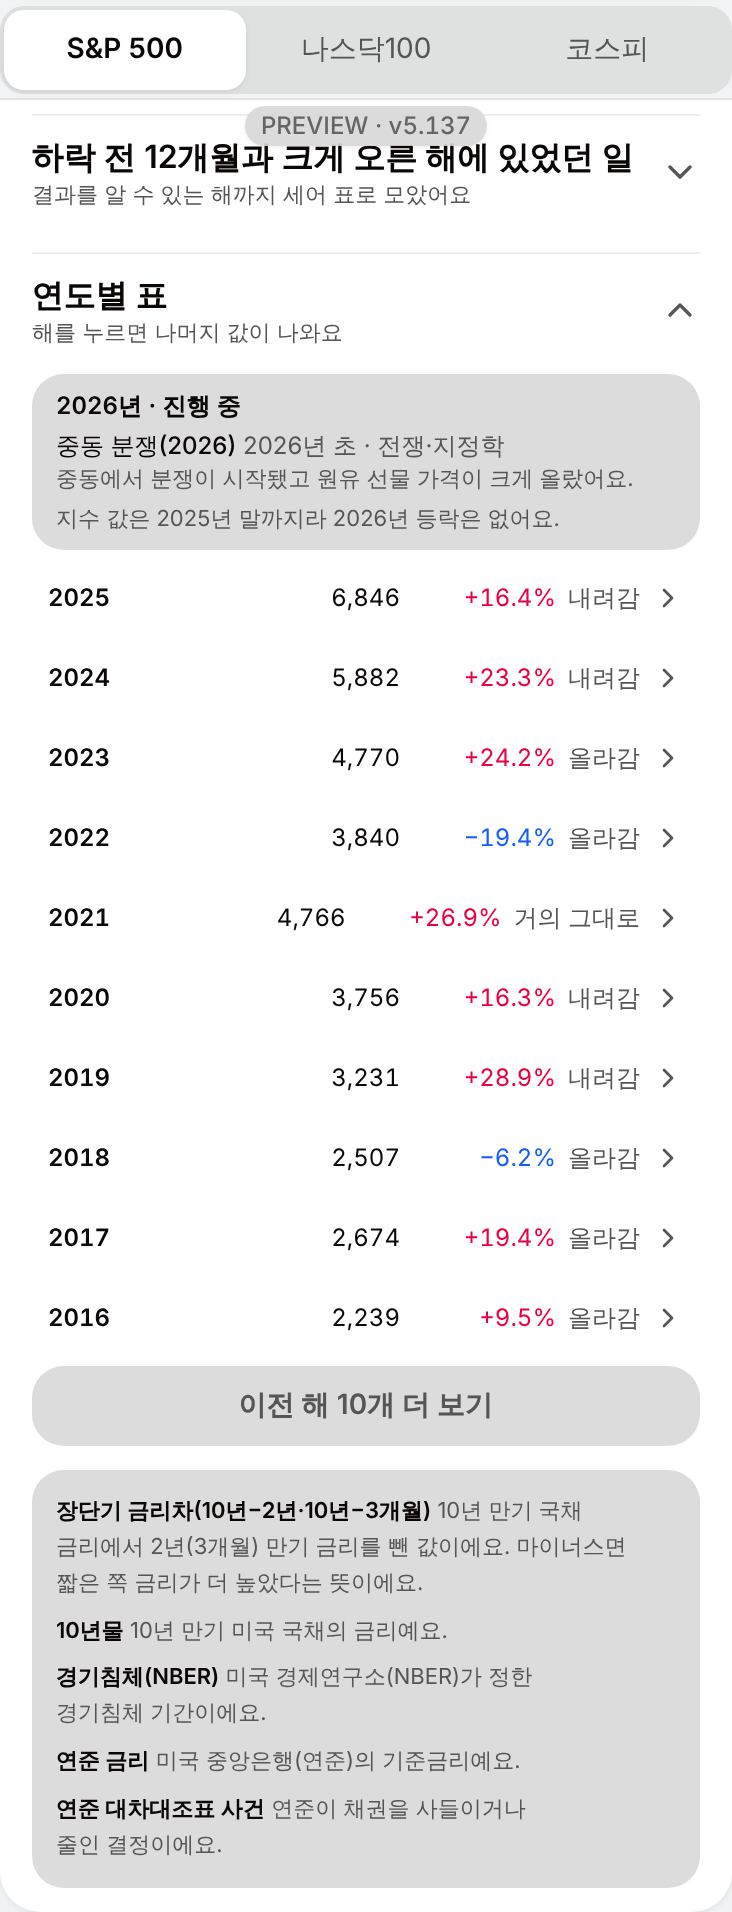 S&P 500 나스닥100 코스피
PREVIEW · v5.137
하락 전 12개월과 크게 오른 해에 있었던 일
결과를 알 수 있는 해까지 세어 표로 모았어요
연도별 표
해를 누르면 나머지 값이 나와요
2026년 · 진행 중
중동 분쟁(2026) 2026년 초 · 전쟁·지정학
중동에서 분쟁이 시작됐고 원유 선물 가격이 크게 올랐어요.
지수 값은 2025년 말까지라 2026년 등락은 없어요.
2025 6,846 +16.4% 내려감
2024 5,882 +23.3% 내려감
2023 4,770 +24.2% 올라감
2022 3,840 −19.4% 올라감
2021 4,766 +26.9% 거의 그대로
2020 3,756 +16.3% 내려감
2019 3,231 +28.9% 내려감
2018 2,507 −6.2% 올라감
2017 2,674 +19.4% 올라감
2016 2,239 +9.5% 올라감
이전 해 10개 더 보기
장단기 금리차(10년−2년·10년−3개월) 10년 만기 국채
금리에서 2년(3개월) 만기 금리를 뺀 값이에요. 마이너스면
짧은 쪽 금리가 더 높았다는 뜻이에요.
10년물 10년 만기 미국 국채의 금리예요.
경기침체(NBER) 미국 경제연구소(NBER)가 정한
경기침체 기간이에요.
연준 금리 미국 중앙은행(연준)의 기준금리예요.
연준 대차대조표 사건 연준이 채권을 사들이거나
줄인 결정이에요.